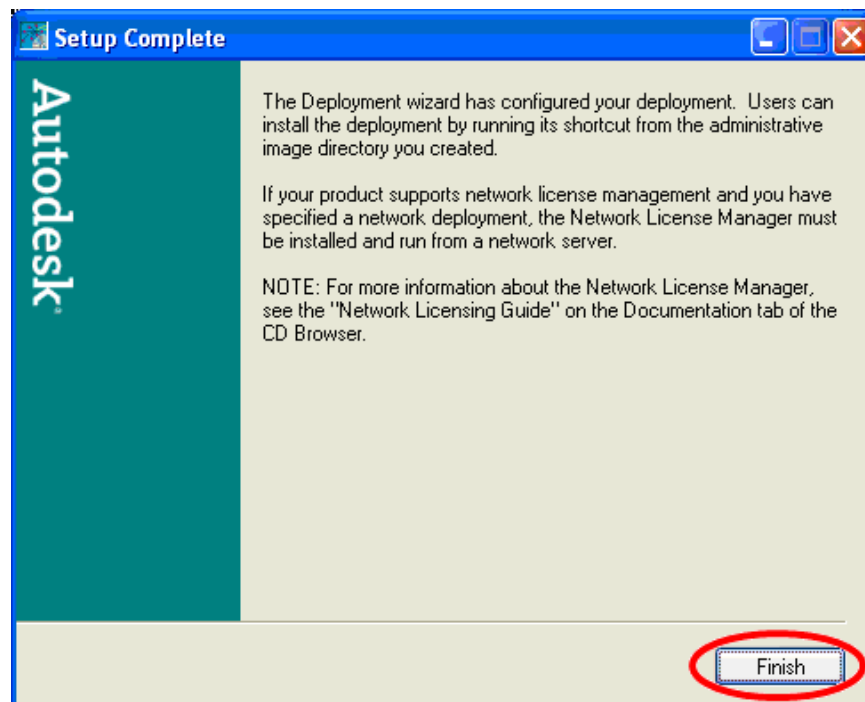 Setup Complete
Autodesk
The Deployment wizard has configured your deployment. Users can
install the deployment by running its shortcut from the administrative
image directory you created.
If your product supports network license management and you have
specified a network deployment, the Network License Manager must
be installed and run from a network server.
NOTE: For more information about the Network License Manager,
see the "Network Licensing Guide" on the Documentation tab of the
CD Browser.
Finish